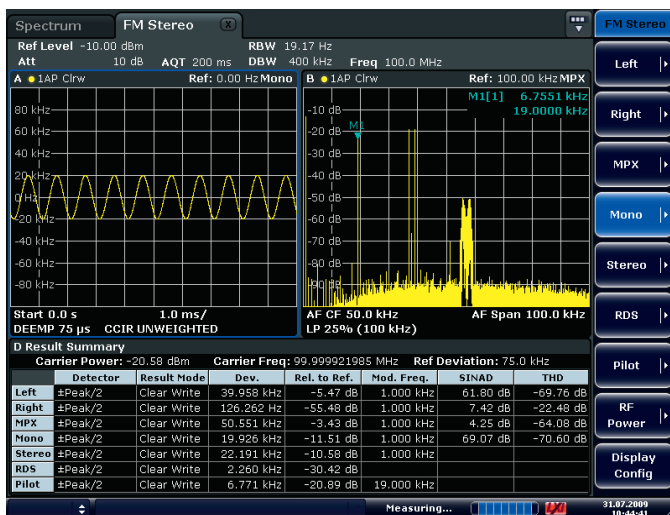 Spectrum FM Stereo X FM Stereo
Ref Level -10.00 dBm RBW 19.17 Hz
Att 10 dB AQT 200 ms DBW 400 kHz Freq 100.0 MHz
A 1AP Clrw Ref: 0.00 Hz Mono
80 kHz
60 kHz
40 kHz
20 kHz
0 Hz
-20 kHz
-40 kHz
-60 kHz
-80 kHz
Start 0.0 s 1.0 ms/
DEEMP 75 µs CCIR UNWEIGHTED
B 1AP Clrw Ref: 100.00 kHz MPX
M1[1] 6.7551 kHz
19.0000 kHz
M1
-10 dB
-20 dB
-30 dB
-40 dB
-50 dB
-60 dB
-70 dB
-80 dB
-90 dB
AF CF 50.0 kHz AF Span 100.0 kHz
LP 25% (100 kHz)
D Result Summary
Carrier Power: -20.58 dBm Carrier Freq: 99.999921985 MHz Ref Deviation: 75.0 kHz
Detector Result Mode Dev. Rel. to Ref. Mod. Freq. SINAD THD
Left ±Peak/2 Clear Write 39.958 kHz -5.47 dB 1.000 kHz 61.80 dB -69.76 dB
Right ±Peak/2 Clear Write 126.262 Hz -55.48 dB 1.000 kHz 7.42 dB -22.48 dB
MPX ±Peak/2 Clear Write 50.551 kHz -3.43 dB 1.000 kHz 4.25 dB -64.08 dB
Mono ±Peak/2 Clear Write 19.926 kHz -11.51 dB 1.000 kHz 69.07 dB -70.60 dB
Stereo ±Peak/2 Clear Write 22.191 kHz -10.58 dB 1.000 kHz
RDS ±Peak/2 Clear Write 2.260 kHz -30.42 dB
Pilot ±Peak/2 Clear Write 6.771 kHz -20.89 dB 19.000 kHz
Left
Right
MPX
Mono
Stereo
RDS
Pilot
RF
Power
Display
Config
Measuring... LXI 31.07.2009
10:44:41